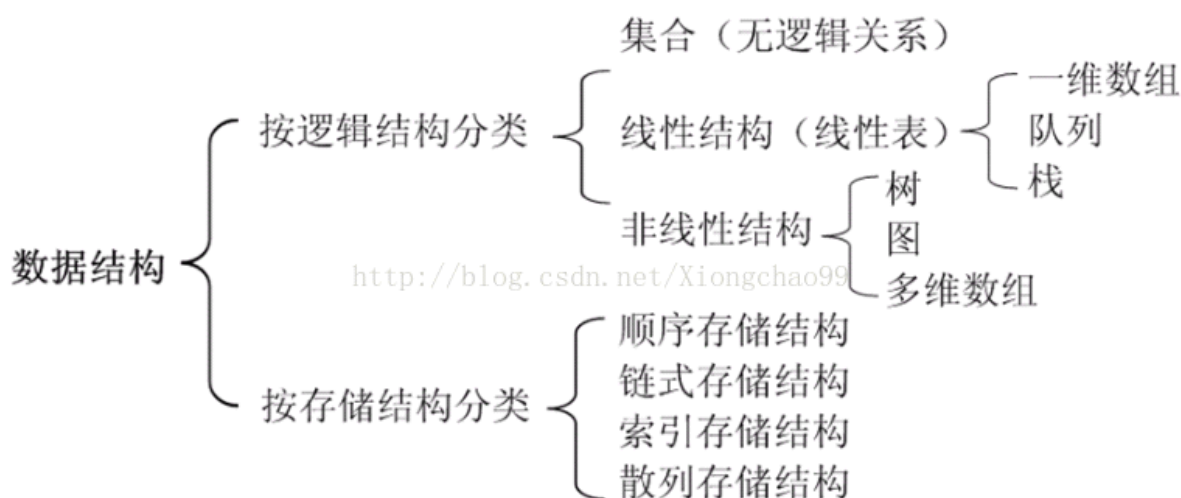 集合（无逻辑关系）
一维数组
按逻辑结构分类
线性结构（线性表）
队列
栈
树
非线性结构
图
数据结构
http://blog.csdn.net/Xiongchao99
多维数组
顺序存储结构
链式存储结构
按存储结构分类
索引存储结构
散列存储结构